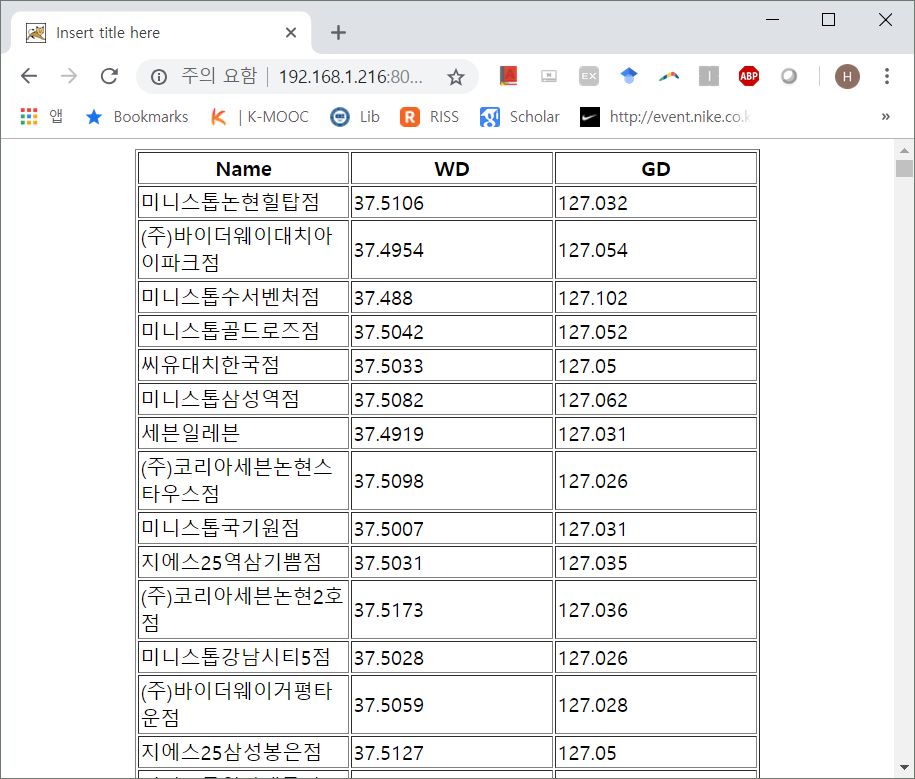 Insert title here
주의 요함 192.168.1.216:80...
EX
ABP
H
앱 Bookmarks | K-MOOC Lib RISS Scholar http://event.nike.co.k
Name WD GD
미니스톱논현힐탑점 37.5106 127.032
(주)바이더웨이대치아
이파크점 37.4954 127.054
미니스톱수서벤처점 37.488 127.102
미니스톱골드로즈점 37.5042 127.052
씨유대치한국점 37.5033 127.05
미니스톱삼성역점 37.5082 127.062
세븐일레븐 37.4919 127.031
(주)코리아세븐논현스
타우스점 37.5098 127.026
미니스톱국기원점 37.5007 127.031
지에스25역삼기쁨점 37.5031 127.035
(주)코리아세븐논현2호
점 37.5173 127.036
미니스톱강남시티5점 37.5028 127.026
(주)바이더웨이거평타
운점 37.5059 127.028
지에스25삼성봉은점 37.5127 127.05